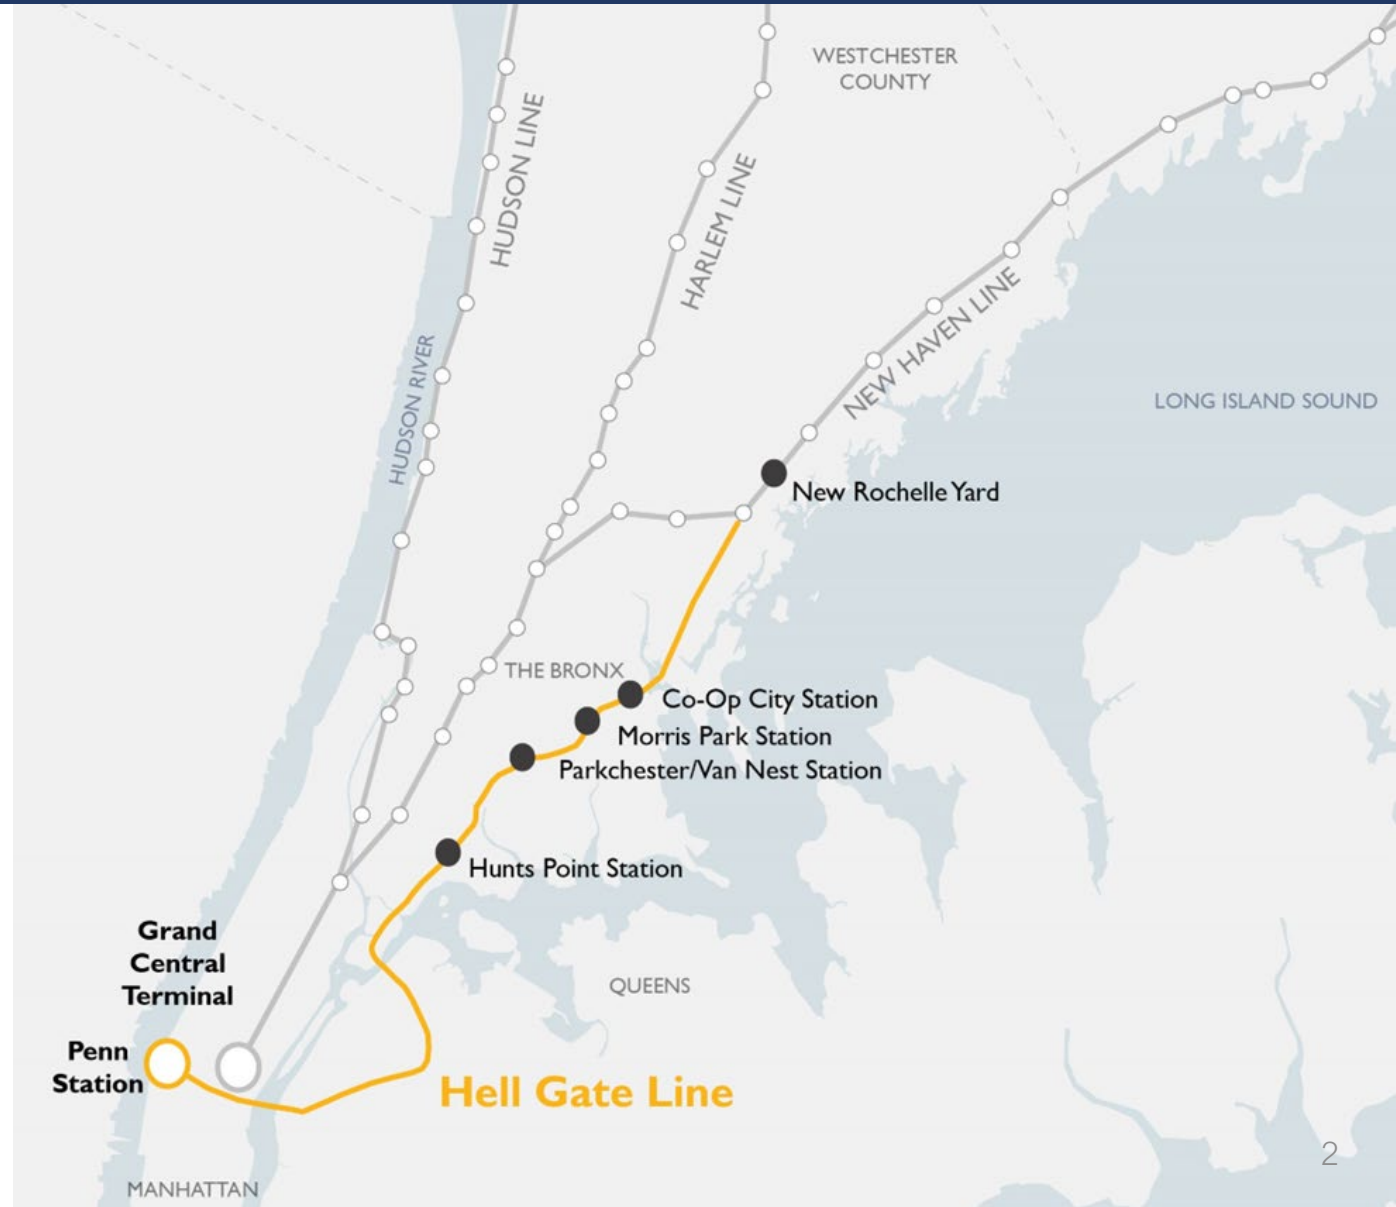 WESTCHESTER
COUNTY
HUDSON LINE
HARLEM LINE
NEW HAVEN LINE
HUDSON RIVER
LONG ISLAND SOUND
New Rochelle Yard
THE BRONX
Co-Op City Station
Morris Park Station
Parkchester/Van Nest Station
Hunts Point Station
Grand
Central
Terminal
QUEENS
Penn
Station
Hell Gate Line
2
MANHATTAN